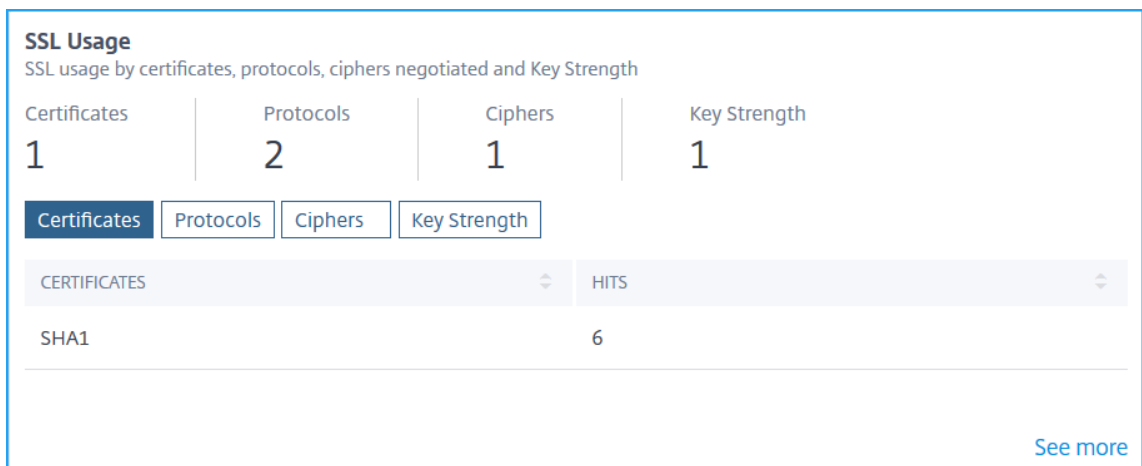 SSL Usage
SSL usage by certificates, protocols, ciphers negotiated and Key Strength
Certificates Protocols Ciphers Key Strength
1 2 1 1
Certificates Protocols Ciphers Key Strength
CERTIFICATES HITS
SHA1 6
See more